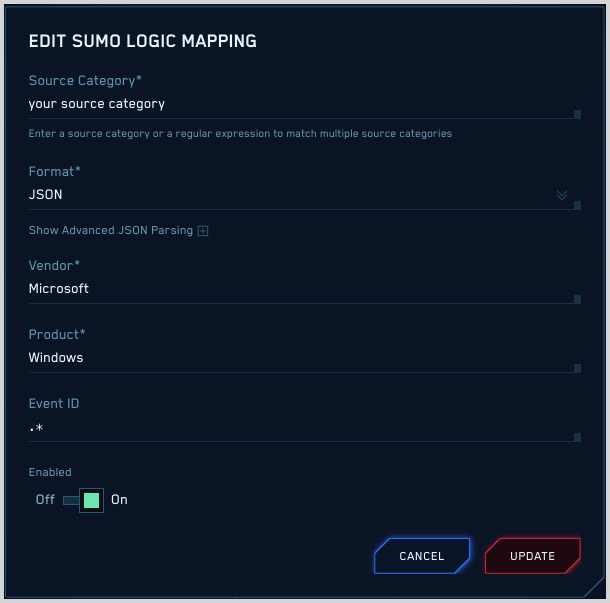 EDIT SUMO LOGIC MAPPING
Source Category*
your source category
Enter a source category or a regular expression to match multiple source categories
Format*
JSON
Show Advanced JSON Parsing
Vendor*
Microsoft
Product*
Windows
Event ID
.*
Enabled
Off On
CANCEL UPDATE